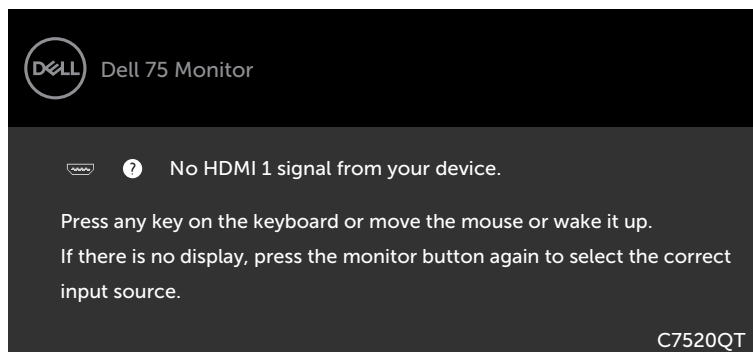 DELL
Dell 75 Monitor
? No HDMI 1 signal from your device.
Press any key on the keyboard or move the mouse or wake it up.
If there is no display, press the monitor button again to select the correct
input source.
C7520QT